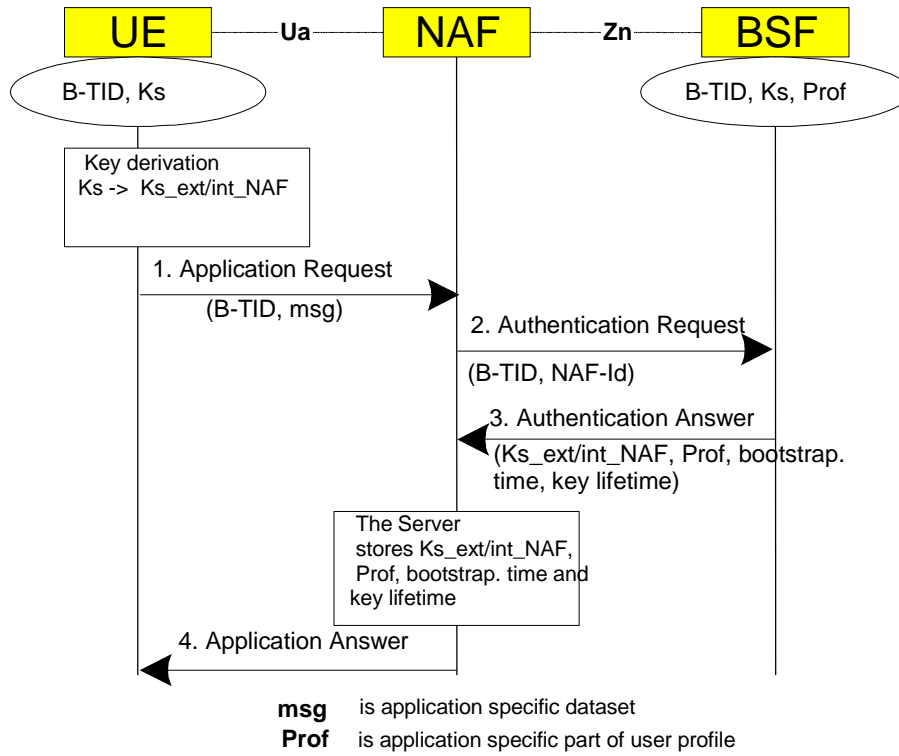 UE Ua NAF Zn BSF
B-TID, Ks
B-TID, Ks, Prof
Key derivation
Ks -> Ks_ext/int_NAF
1. Application Request
(B-TID, msg)
2. Authentication Request
(B-TID, NAF-Id)
3. Authentication Answer
(Ks_ext/int_NAF, Prof, bootstrap.
time, key lifetime)
The Server
stores Ks_ext/int_NAF,
Prof, bootstrap. time and
key lifetime
4. Application Answer
msg is application specific dataset
Prof is application specific part of user profile